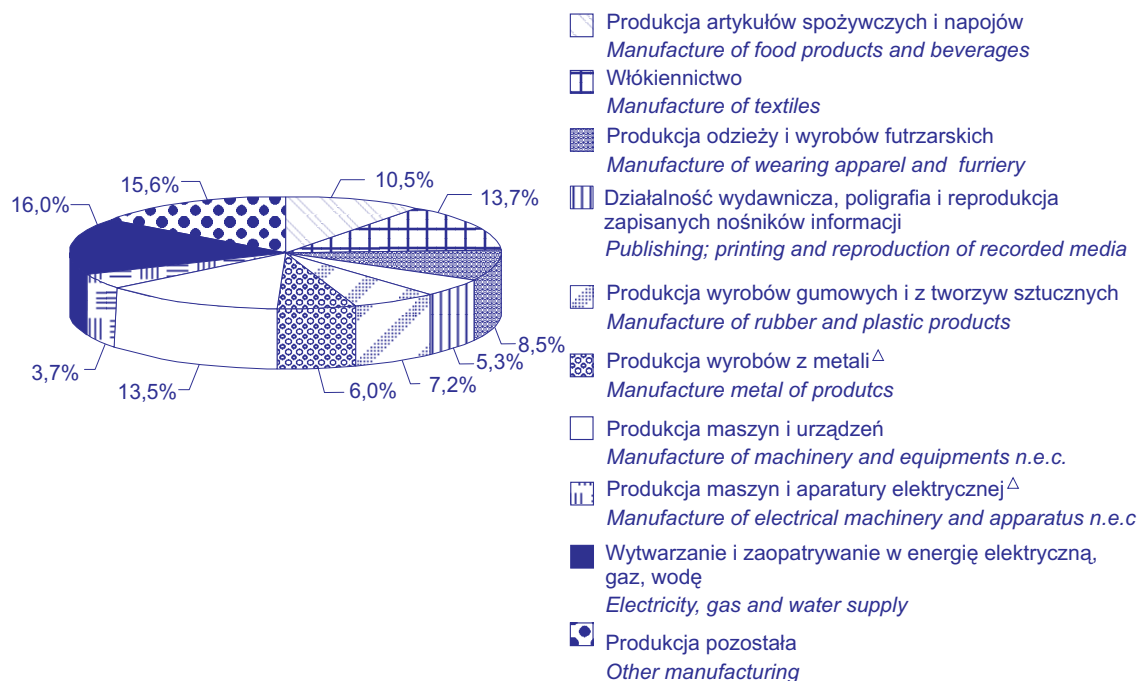 15,6%
10,5%
16,0%
13,7%
8,5%
5,3%
3,7%
7,2%
13,5%
6,0%
Produkcja artykułów spożywczych i napojów
Manufacture of food products and beverages
Włókiennictwo
Manufacture of textiles
Produkcja odzieży i wyrobów futrzarskich
Manufacture of wearing apparel and furriery
Działalność wydawnicza, poligrafia i reprodukcja
zapisanych nośników informacji
Publishing; printing and reproduction of recorded media
Produkcja wyrobów gumowych i z tworzyw sztucznych
Manufacture of rubber and plastic products
Produkcja wyrobów z metali△
Manufacture metal of produtcs
Produkcja maszyn i urządzeń
Manufacture of machinery and equipments n.e.c.
Produkcja maszyn i aparatury elektrycznej△
Manufacture of electrical machinery and apparatus n.e.c
Wytwarzanie i zaopatrywanie w energię elektryczną,
gaz, wodę
Electricity, gas and water supply
Produkcja pozostała
Other manufacturing